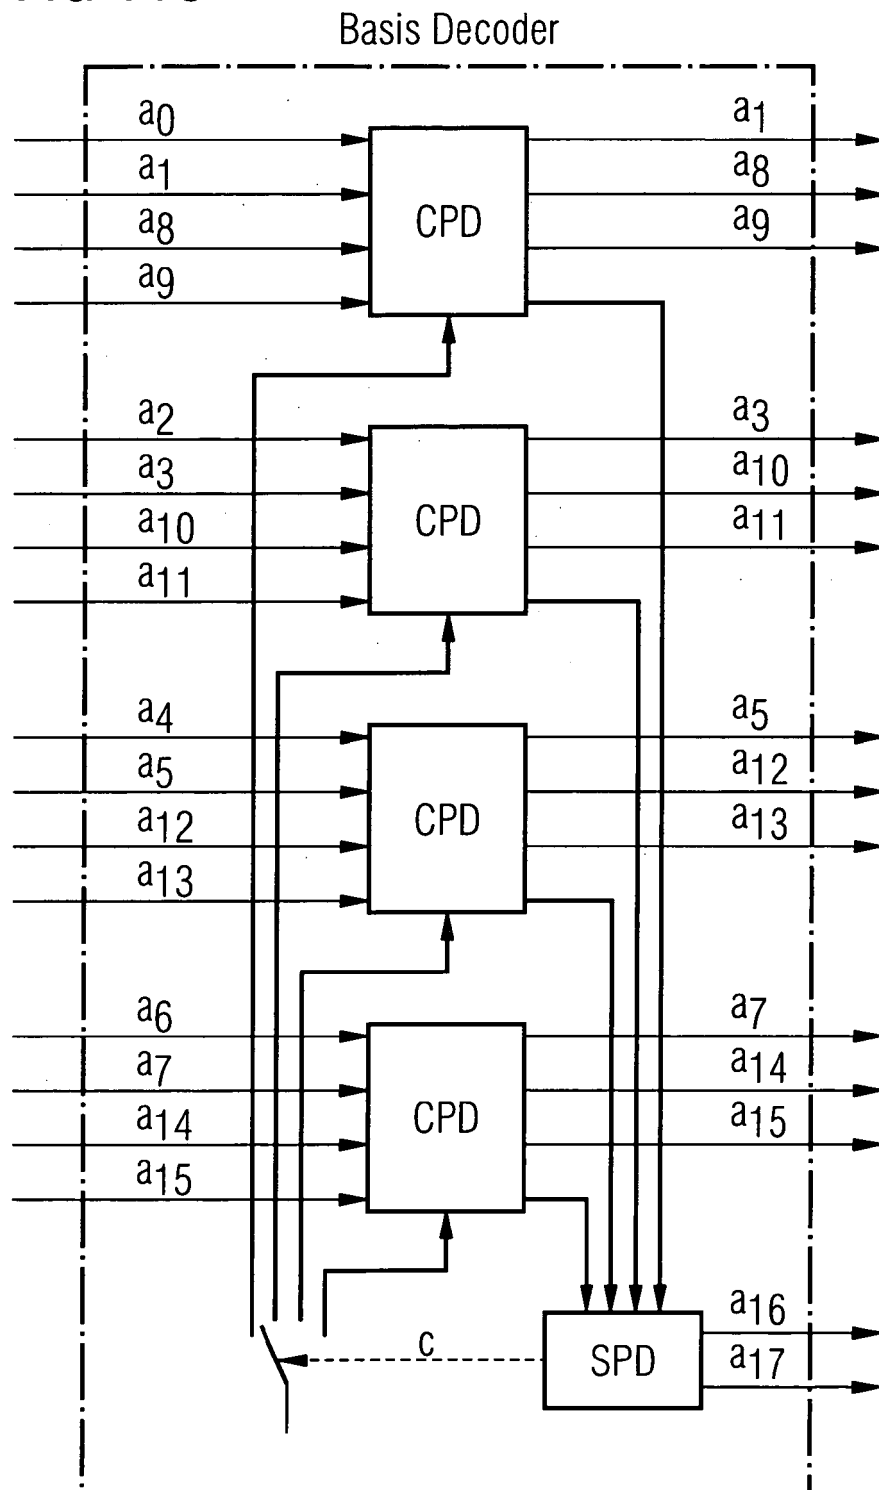 Basis Decoder
a0 a1
a1 a8
a8 CPD a9
a9
a2 a3
a3 a10
a10 CPD a11
a11
a4 a5
a5 a12
a12 CPD a13
a13
a6 a7
a7 a14
a14 CPD a15
a15
a16
c SPD a17